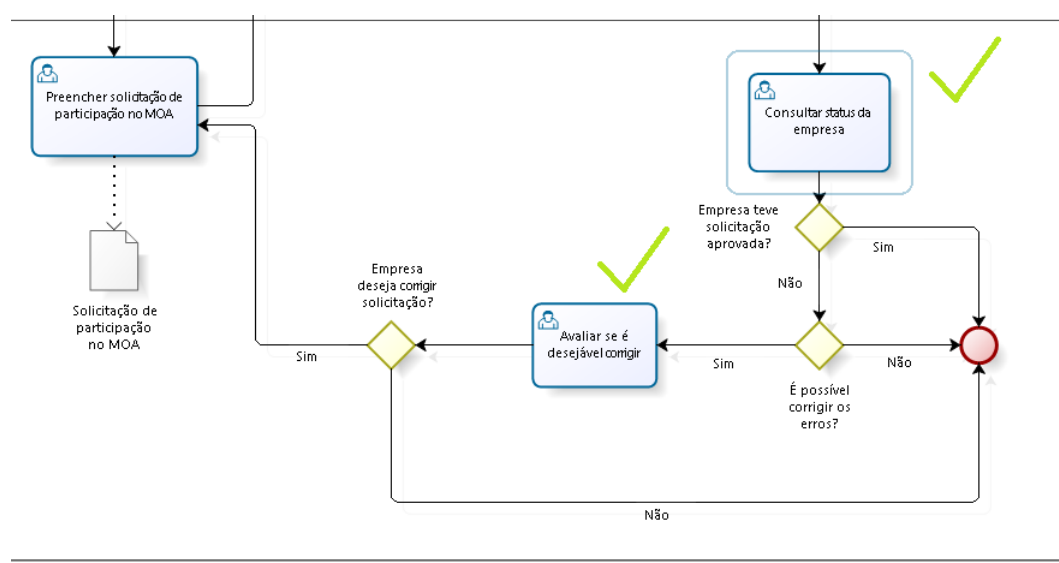 Preencher solicitação de
participação no MOA
Solicitação de
participação
no MOA
Consultar status da
empresa
Empresa teve
solicitação
aprovada?
Sim
Não
Empresa
deseja corrigir
solicitação?
Sim
Avaliar se é
desejável corrigir
Sim
Não
É possível
corrigir os
erros?
Não